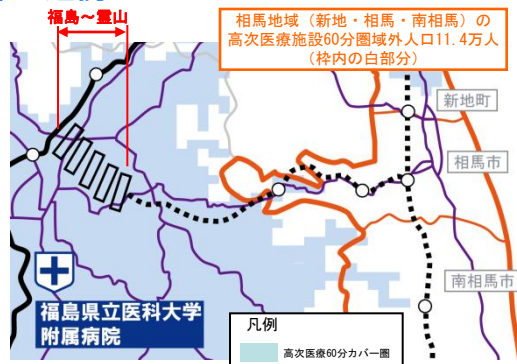 福島～霊山
相馬地域（新地・相馬・南相馬）の
高次医療施設60分圏域外人口11.4万人
（枠内の白部分）
新地町
相馬市
南相馬市
福島県立医科大学
附属病院
凡例
高次医療60分カバー圏